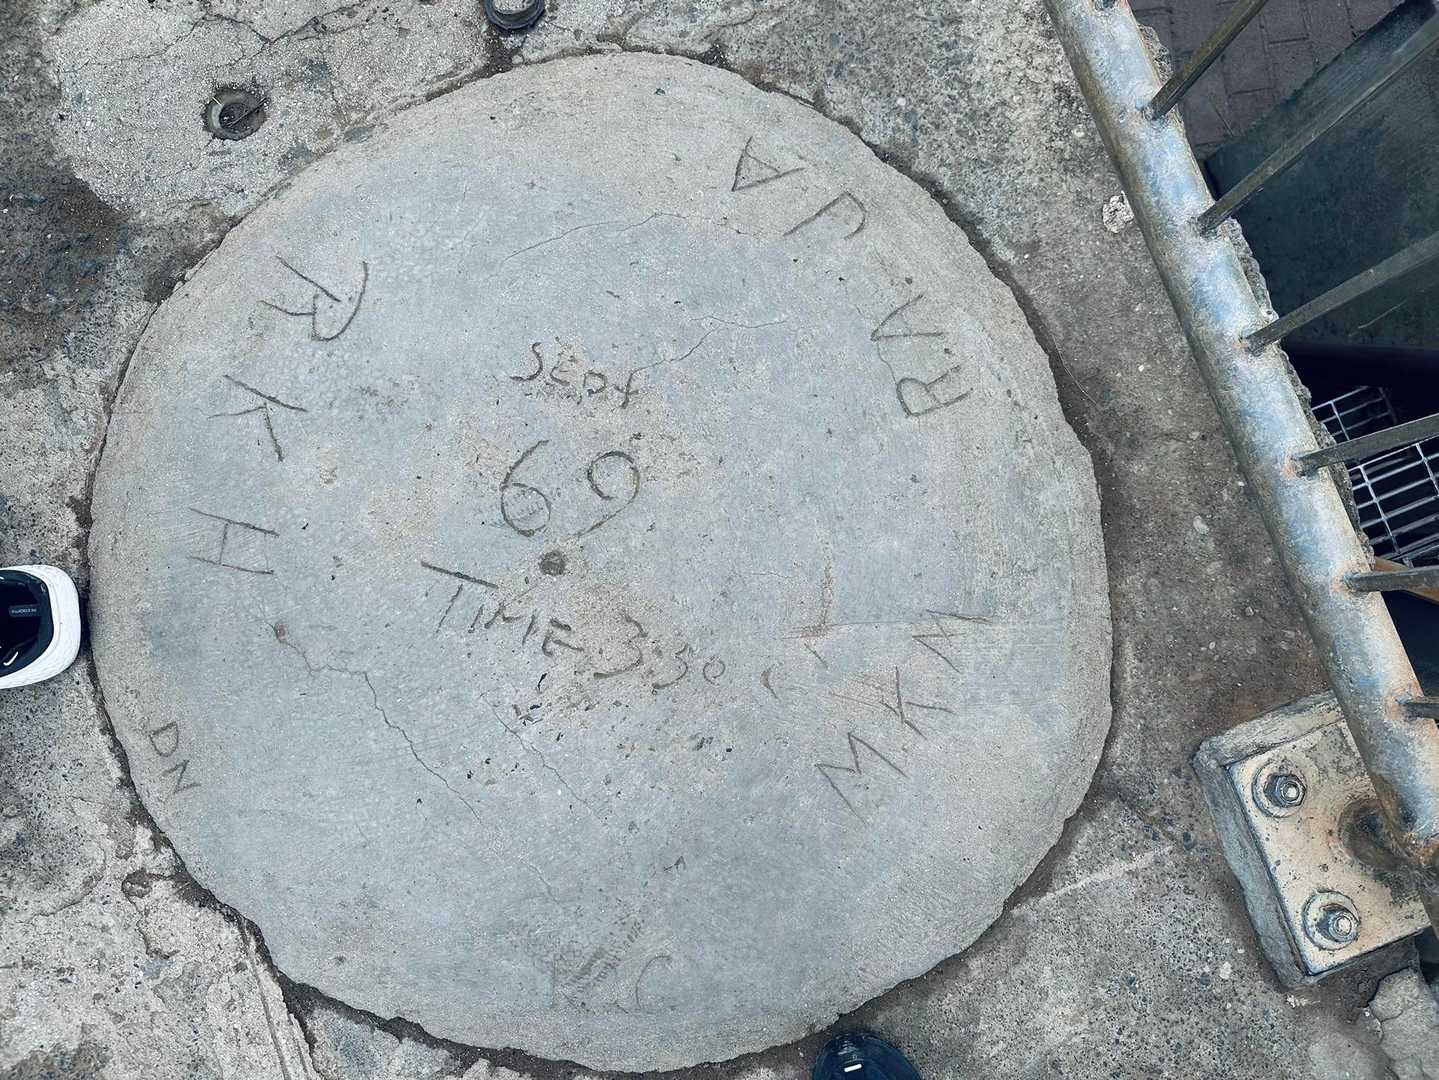 RAJA
RKH
SEPT
69
TIME 3:30
MKM
DN